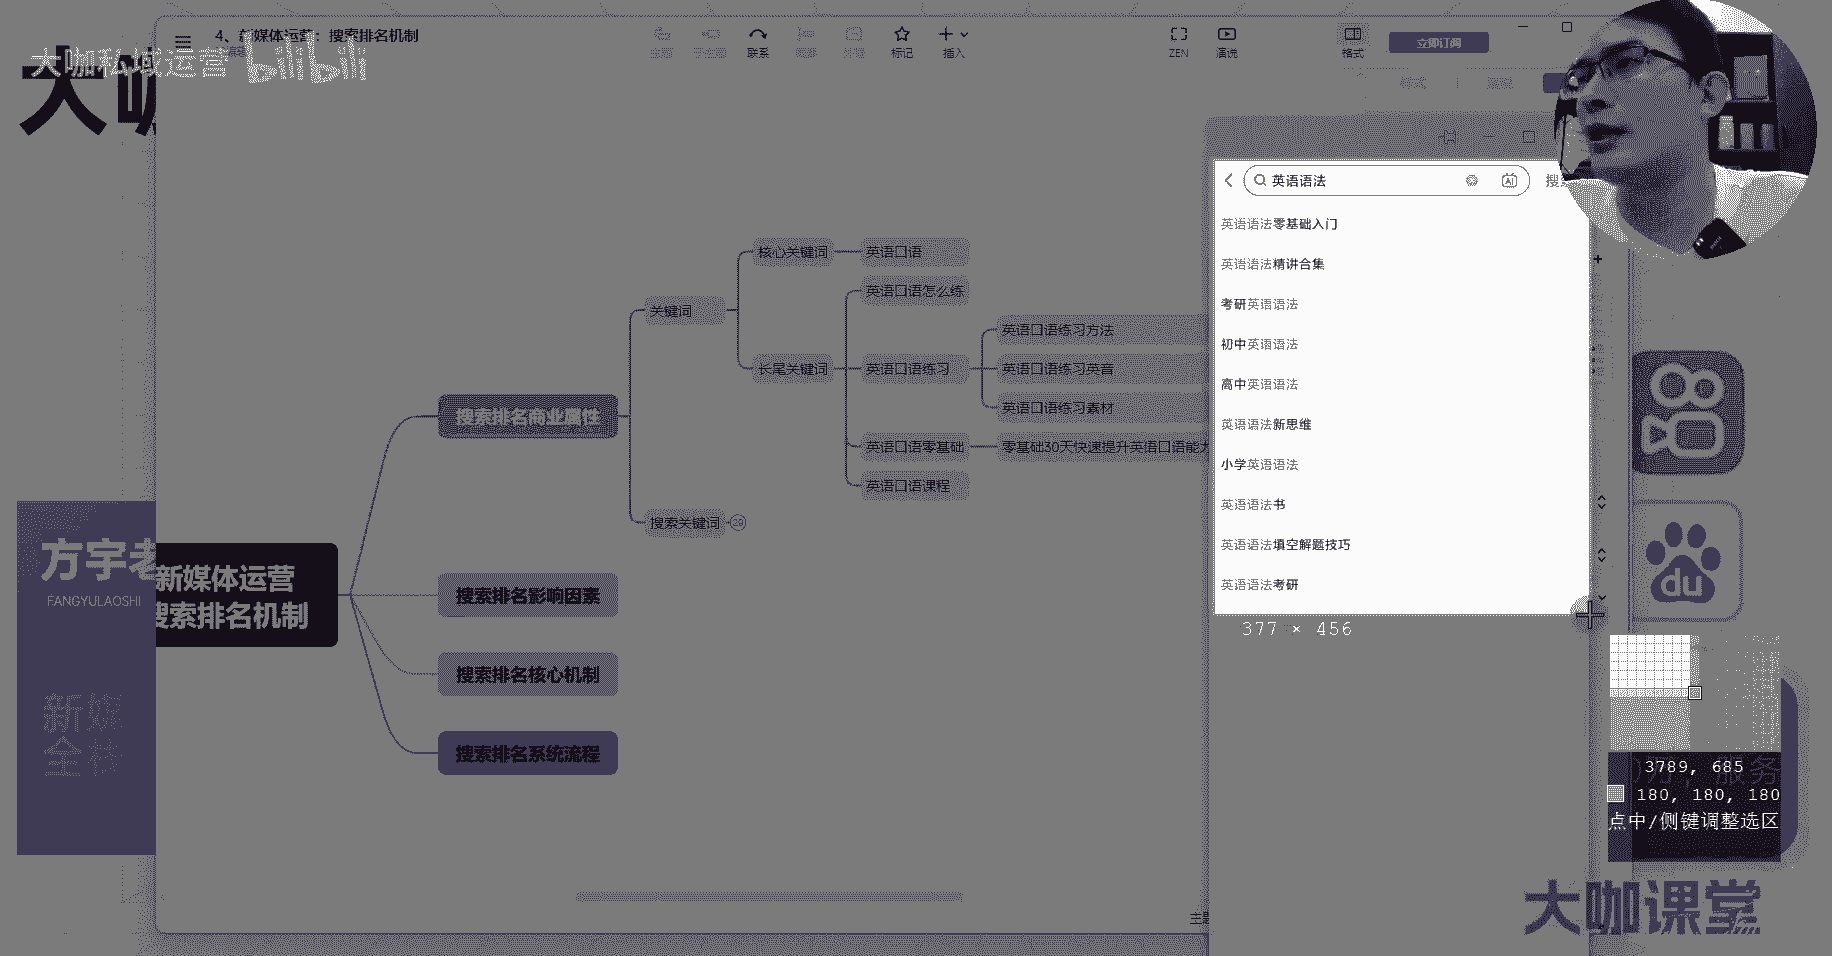 4、新媒体运营：搜索排名机制
联系
标记
插入
ZEN
演说
格式
立即订阅
大咖私域运营
bilibili
大咖
英语语法
英语语法零基础入门
英语语法精讲合集
考研英语语法
初中英语语法
高中英语语法
英语语法新思维
小学英语语法
英语语法书
英语语法填空解题技巧
英语语法考研
377 × 456
核心关键词
英语口语
英语口语怎么练
关键词
英语口语练习方法
长尾关键词
英语口语练习
英语口语练习英音
英语口语练习素材
搜索排名商业属性
英语口语零基础
零基础30天快速提升英语口语能力
英语口语课程
搜索关键词
29
方宇老
FANGYULAOSHI
新媒体运营
搜索排名机制
搜索排名影响因素
搜索排名核心机制
搜索排名系统流程
新媒
全栈
du
3789, 685
180, 180, 180
点中/侧键调整选区
服务
主题
大咖课堂